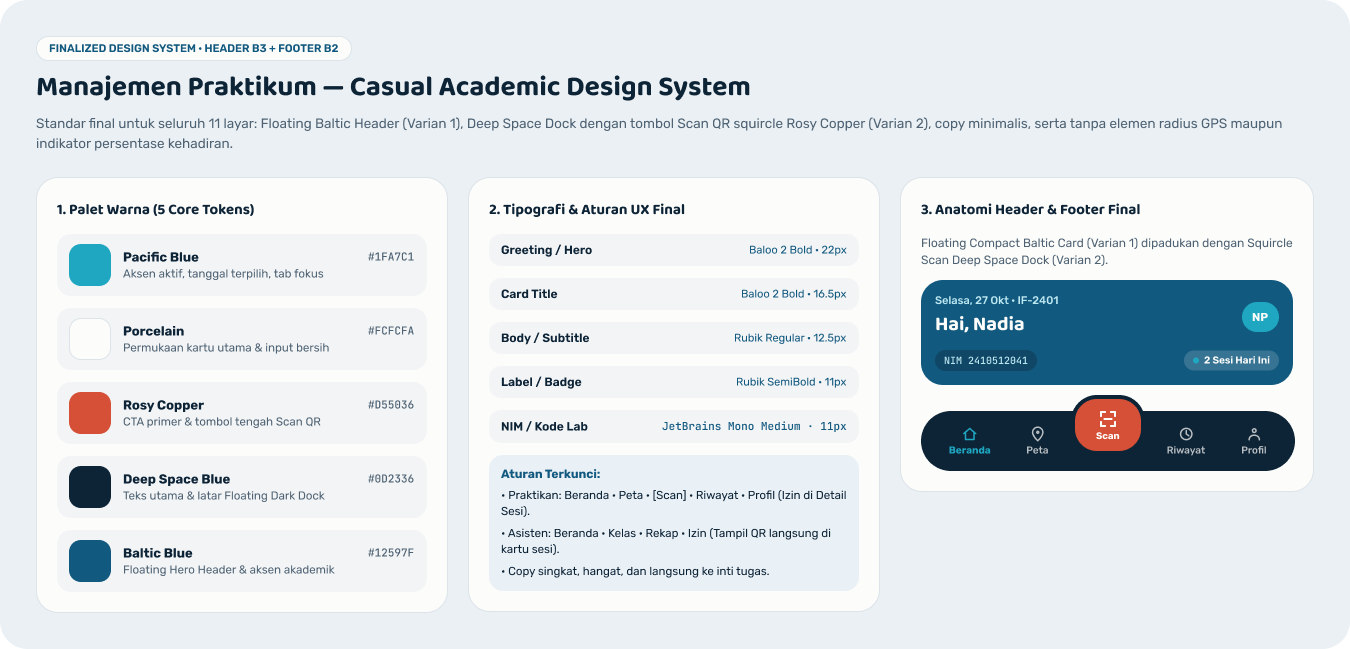 FINALIZED DESIGN SYSTEM • HEADER B3 + FOOTER B2
Manajemen Praktikum — Casual Academic Design System
Standar final untuk seluruh 11 layar: Floating Baltic Header (Varian 1), Deep Space Dock dengan tombol Scan QR squircle Rosy Copper (Varian 2), copy minimalis, serta tanpa elemen radius GPS maupun
indikator persentase kehadiran.
1. Palet Warna (5 Core Tokens)
Pacific Blue
#1FA7C1
Aksen aktif, tanggal terpilih, tab fokus
Porcelain
#FCFCFA
Permukaan kartu utama & input bersih
Rosy Copper
#D55036
CTA primer & tombol tengah Scan QR
Deep Space Blue
#0D2336
Teks utama & latar Floating Dark Dock
Baltic Blue
#12597F
Floating Hero Header & aksen akademik
2. Tipografi & Aturan UX Final
Greeting / Hero
Baloo 2 Bold • 22px
Card Title
Baloo 2 Bold • 16.5px
Body / Subtitle
Rubik Regular • 12.5px
Label / Badge
Rubik SemiBold • 11px
NIM / Kode Lab
JetBrains Mono Medium · 11px
Aturan Terkunci:
• Praktikan: Beranda • Peta • [Scan] • Riwayat • Profil (Izin di Detail
Sesi).
• Asisten: Beranda • Kelas • Rekap • Izin (Tampil QR langsung di
kartu sesi).
• Copy singkat, hangat, dan langsung ke inti tugas.
3. Anatomi Header & Footer Final
Floating Compact Baltic Card (Varian 1) dipadukan dengan Squircle
Scan Deep Space Dock (Varian 2).
Selasa, 27 Okt • IF-2401
Hai, Nadia
NP
NIM 2410512041
2 Sesi Hari Ini
Beranda
Peta
Scan
Riwayat
Profil